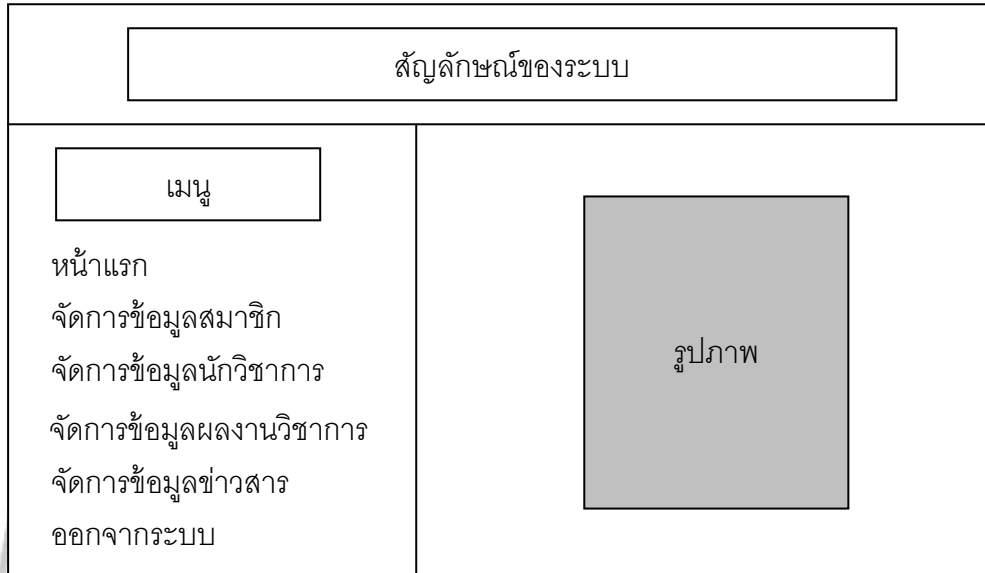 สัญลักษณ์ของระบบ
เมนู
หน้าแรก
จัดการข้อมูลสมาชิก
จัดการข้อมูลนักวิชาการ
จัดการข้อมูลผลงานวิชาการ
จัดการข้อมูลข่าวสาร
ออกจากระบบ
รูปภาพ